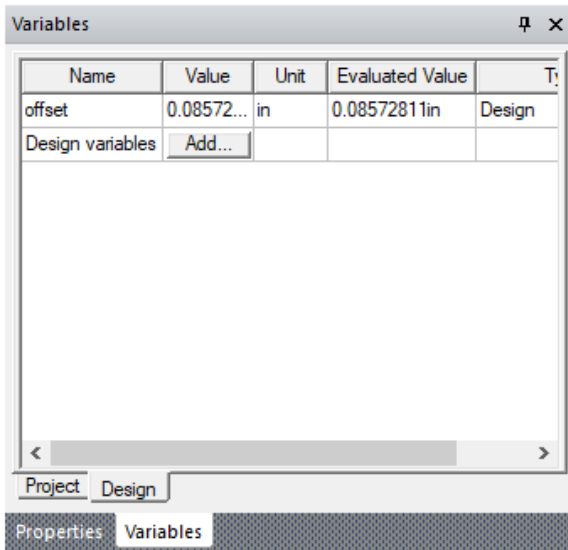 Variables
Name Value Unit Evaluated Value Ty
offset 0.08572... in 0.08572811in Design
Design variables Add...
Project Design
Properties Variables